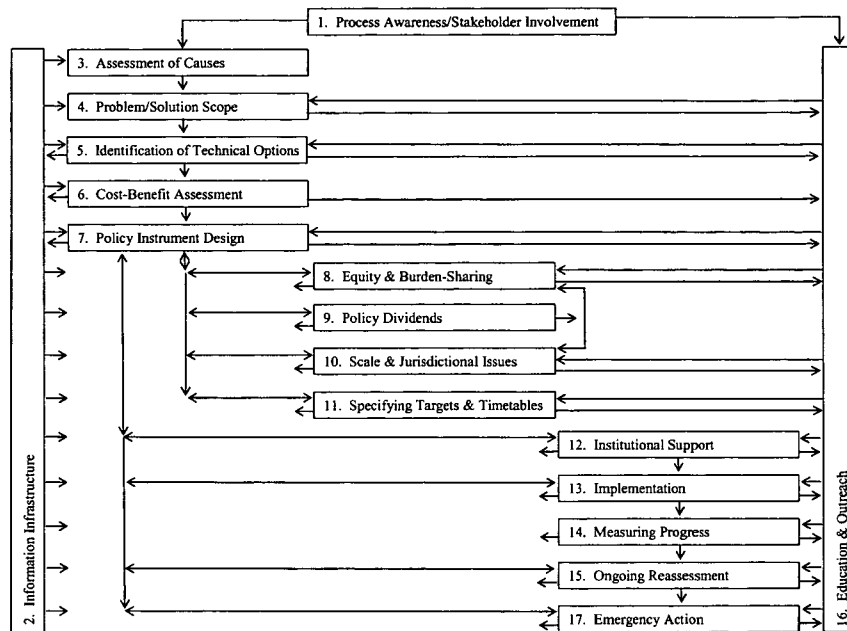 1. Process Awareness/Stakeholder Involvement
3. Assessment of Causes
4. Problem/Solution Scope
5. Identification of Technical Options
6. Cost-Benefit Assessment
7. Policy Instrument Design
8. Equity & Burden-Sharing
9. Policy Dividends
10. Scale & Jurisdictional Issues
11. Specifying Targets & Timetables
12. Institutional Support
13. Implementation
14. Measuring Progress
15. Ongoing Reassessment
17. Emergency Action
2. Information Infrastructure
16. Education & Outreach